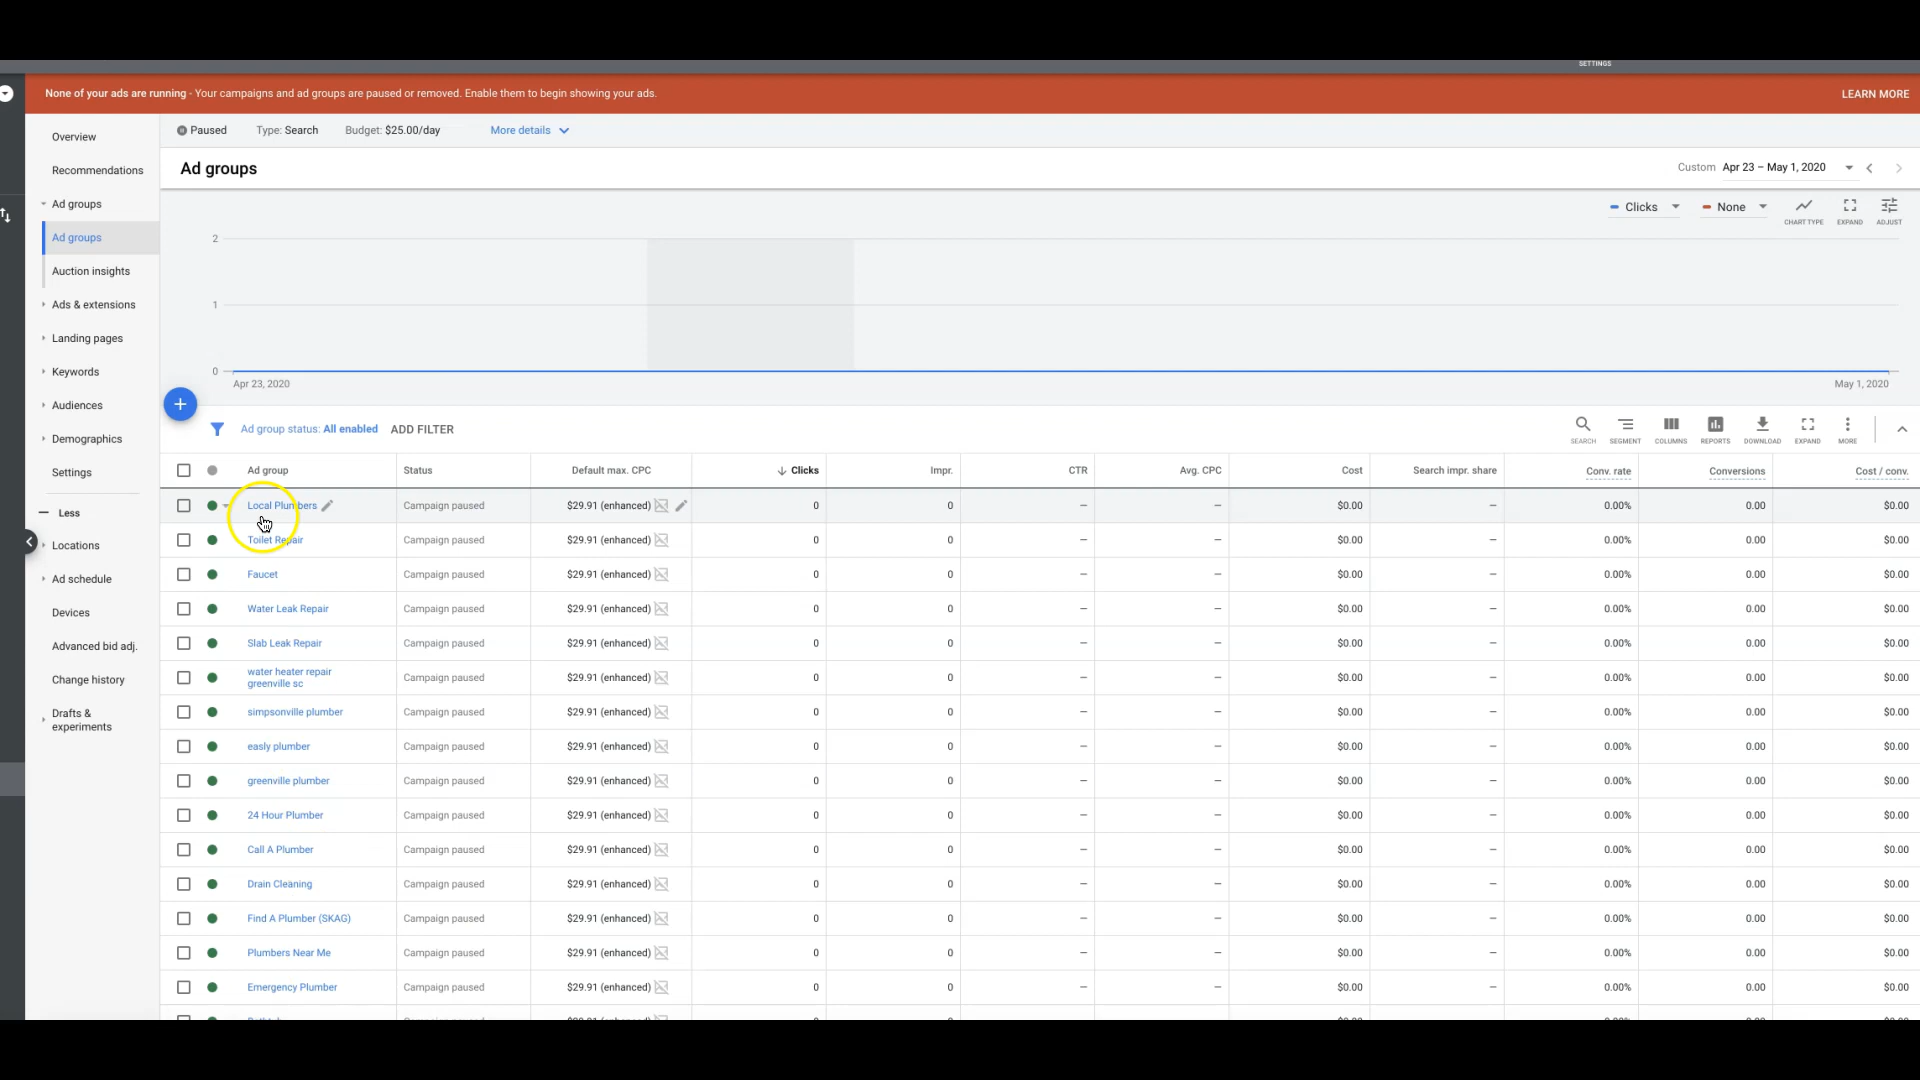 SETTINGS
None of your ads are running - Your campaigns and ad groups are paused or removed. Enable them to begin showing your ads. LEARN MORE
Paused Type: Search Budget: $25.00/day More details
Ad groups Custom Apr 23 – May 1, 2020
Overview
Recommendations
Ad groups
Ad groups
Auction insights
Ads & extensions
Landing pages
Keywords
Audiences
Demographics
Settings
Less
Locations
Ad schedule
Devices
Advanced bid adj.
Change history
Drafts &
experiments
Clicks None CHART TYPE EXPAND ADJUST
2
1
0
Apr 23, 2020 May 1, 2020
Ad group status: All enabled ADD FILTER SEARCH SEGMENT COLUMNS REPORTS DOWNLOAD EXPAND MORE
Ad group Status Default max. CPC Clicks Impr. CTR Avg. CPC Cost Search impr. share Conv. rate Conversions Cost / conv.
Local Plumbers Campaign paused $29.91 (enhanced) 0 0 – – $0.00 – 0.00% 0.00 $0.00
Toilet Repair Campaign paused $29.91 (enhanced) 0 0 – – $0.00 – 0.00% 0.00 $0.00
Faucet Campaign paused $29.91 (enhanced) 0 0 – – $0.00 – 0.00% 0.00 $0.00
Water Leak Repair Campaign paused $29.91 (enhanced) 0 0 – – $0.00 – 0.00% 0.00 $0.00
Slab Leak Repair Campaign paused $29.91 (enhanced) 0 0 – – $0.00 – 0.00% 0.00 $0.00
water heater repair
greenville sc Campaign paused $29.91 (enhanced) 0 0 – – $0.00 – 0.00% 0.00 $0.00
simpsonville plumber Campaign paused $29.91 (enhanced) 0 0 – – $0.00 – 0.00% 0.00 $0.00
easly plumber Campaign paused $29.91 (enhanced) 0 0 – – $0.00 – 0.00% 0.00 $0.00
greenville plumber Campaign paused $29.91 (enhanced) 0 0 – – $0.00 – 0.00% 0.00 $0.00
24 Hour Plumber Campaign paused $29.91 (enhanced) 0 0 – – $0.00 – 0.00% 0.00 $0.00
Call A Plumber Campaign paused $29.91 (enhanced) 0 0 – – $0.00 – 0.00% 0.00 $0.00
Drain Cleaning Campaign paused $29.91 (enhanced) 0 0 – – $0.00 – 0.00% 0.00 $0.00
Find A Plumber (SKAG) Campaign paused $29.91 (enhanced) 0 0 – – $0.00 – 0.00% 0.00 $0.00
Plumbers Near Me Campaign paused $29.91 (enhanced) 0 0 – – $0.00 – 0.00% 0.00 $0.00
Emergency Plumber Campaign paused $29.91 (enhanced) 0 0 – – $0.00 – 0.00% 0.00 $0.00